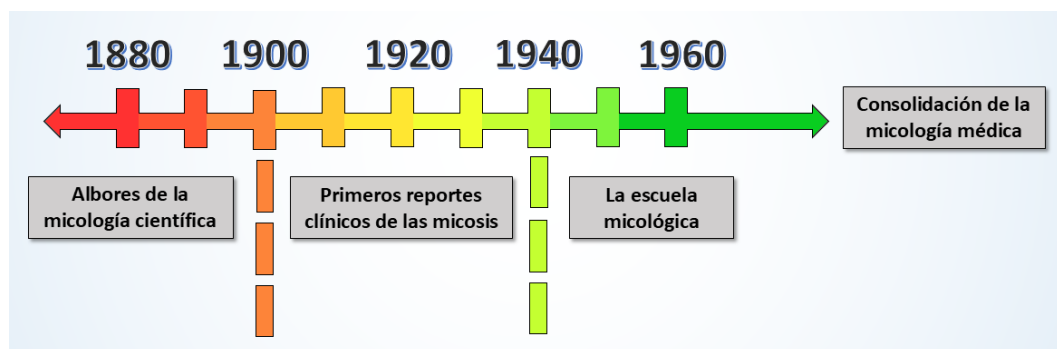 1880 1900 1920 1940 1960
Consolidación de la
micología médica
Albores de la
micología científica
Primeros reportes
clínicos de las micosis
La escuela
micológica